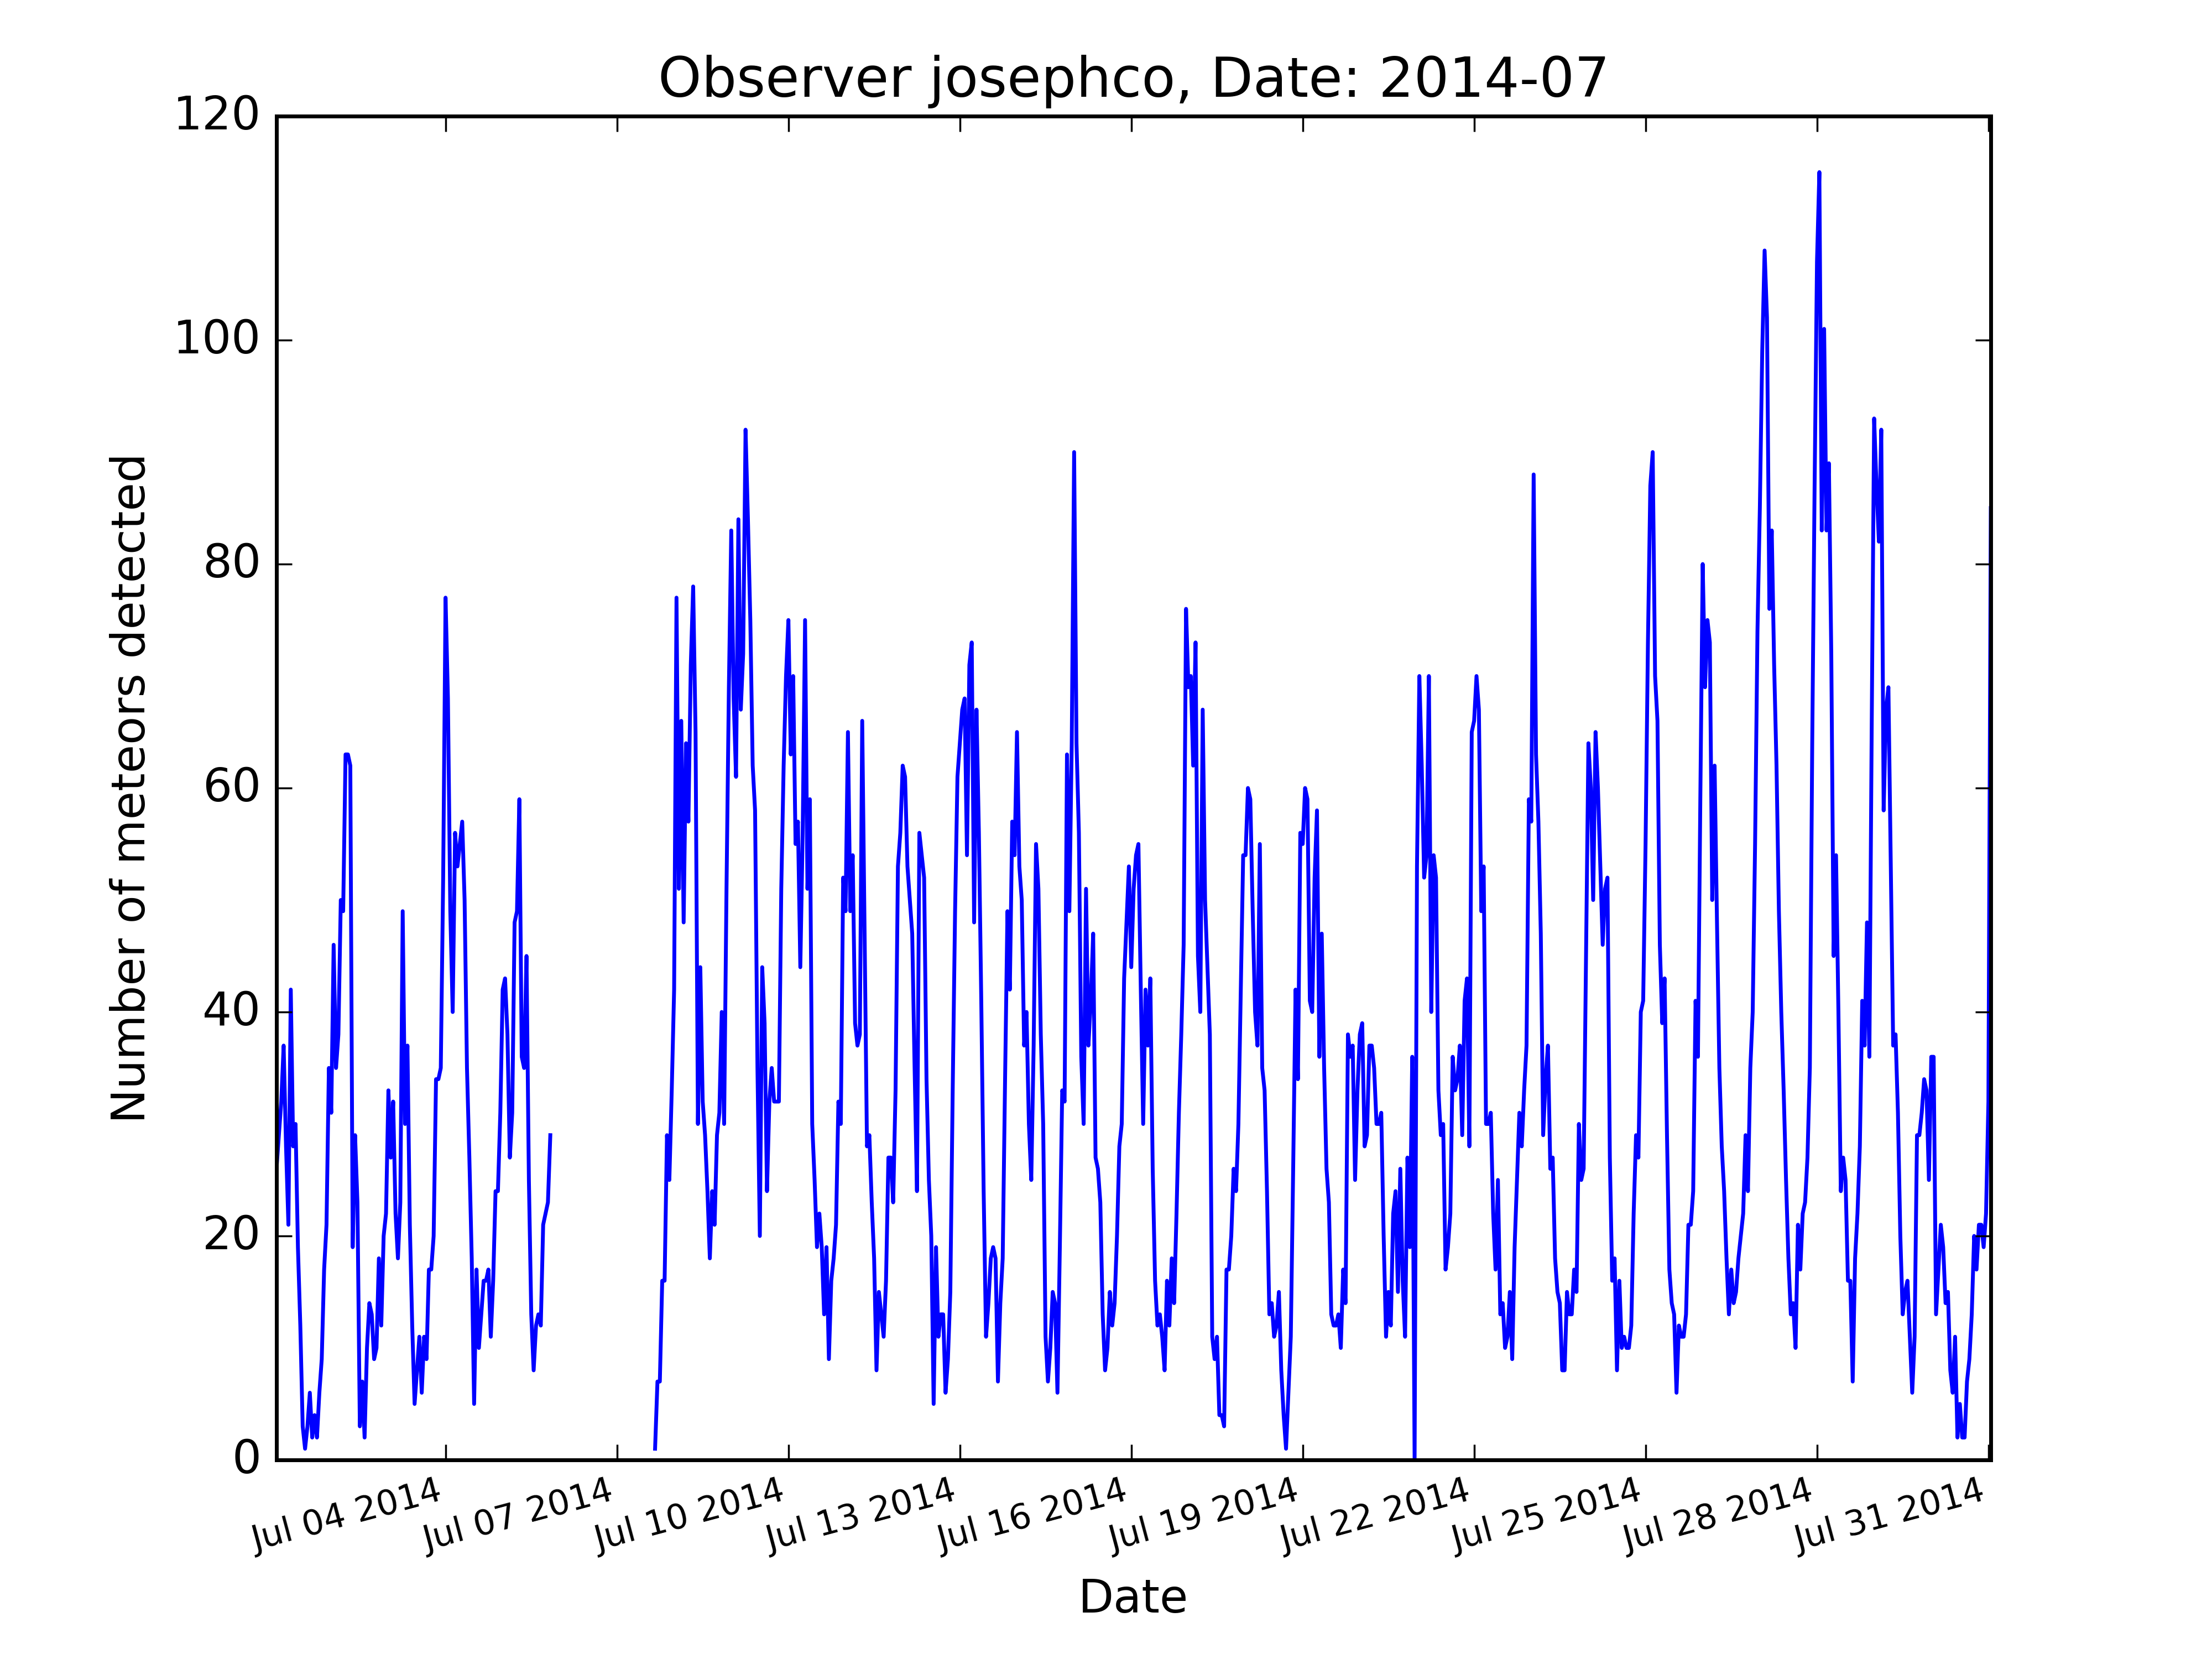 Observer josephco, Date: 2014-07
Number of meteors detected
120
100
80
60
40
20
0
Jul 04 2014
Jul 07 2014
Jul 10 2014
Jul 13 2014
Jul 16 2014
Jul 19 2014
Jul 22 2014
Jul 25 2014
Jul 28 2014
Jul 31 2014
Date